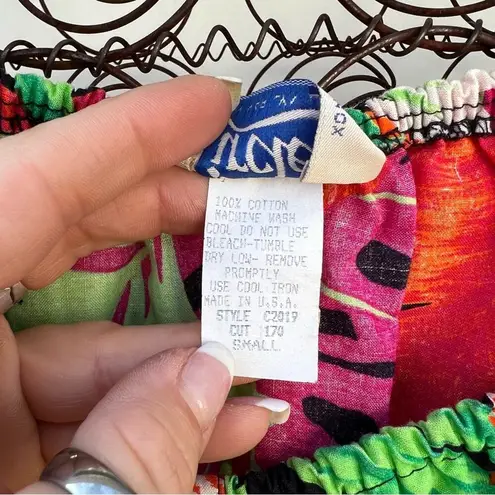 100% COTTON
MACHINE WASH
COOL DO NOT USE
BLEACH-TUMBLE
DRY LOW- REMOVE
PROMPTLY
USE COOL IRON
MADE IN U.S.A.
STYLE C2019
CUT 170
SMALL